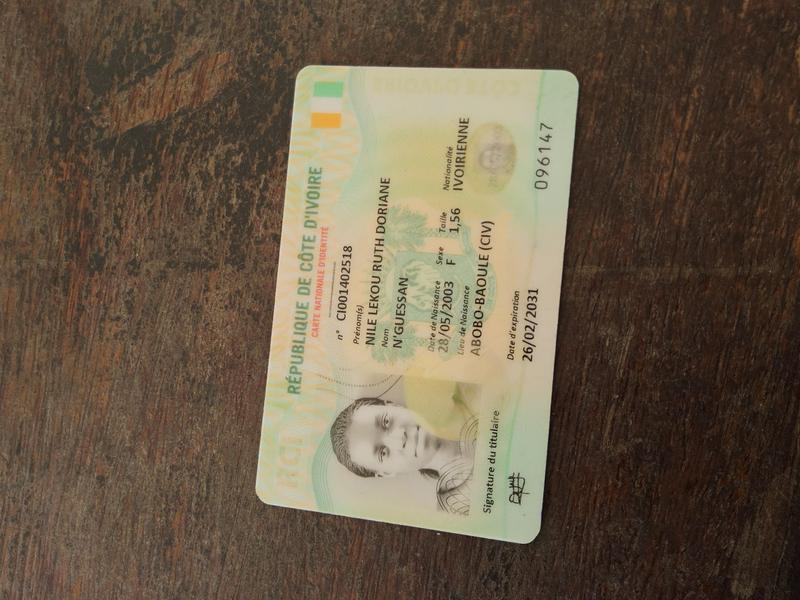 RÉPUBLIQUE DE CÔTE D'IVOIRE
CARTE NATIONALE D'IDENTITÉ
n° CI001402518
Prénom(s)
NILE LEKOU RUTH DORIANE
Nom
N'GUESSAN
Date de Naissance Sexe Taille Nationalité
28/05/2003 F 1,56 IVOIRIENNE
Lieu de Naissance
ABOBO-BAOULE (CIV)
Date d'expiration
26/02/2031
096147
Signature du titulaire
RCI